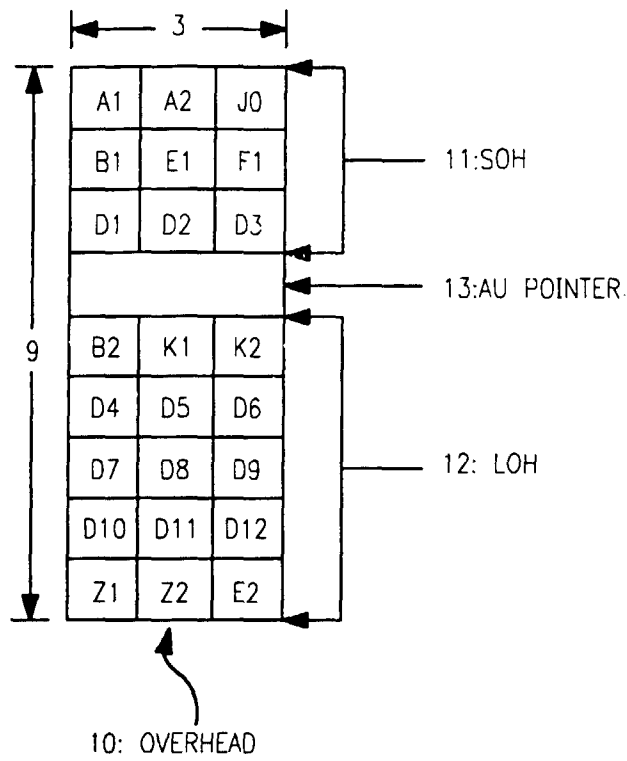 3
A1 A2 J0
B1 E1 F1
11:SOH
D1 D2 D3
13:AU POINTER
9
B2 K1 K2
D4 D5 D6
D7 D8 D9
12: LOH
D10 D11 D12
Z1 Z2 E2
10: OVERHEAD